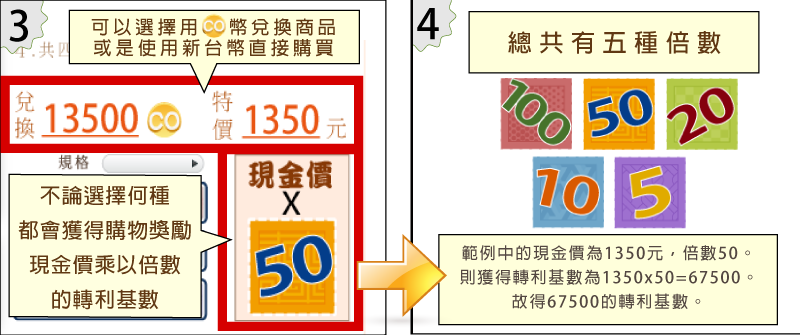 3
可以選擇用CO幣兌換商品
或是使用新台幣直接購買
1.共四
兌換 13500 CO 特價 1350 元
規格
不論選擇何種
都會獲得購物獎勵
現金價乘以倍數
的轉利基數
現金價
X
50
4
總共有五種倍數
100 50 20
10 5
範例中的現金價為1350元，倍數50。
則獲得轉利基數為1350x50=67500。
故得67500的轉利基數。